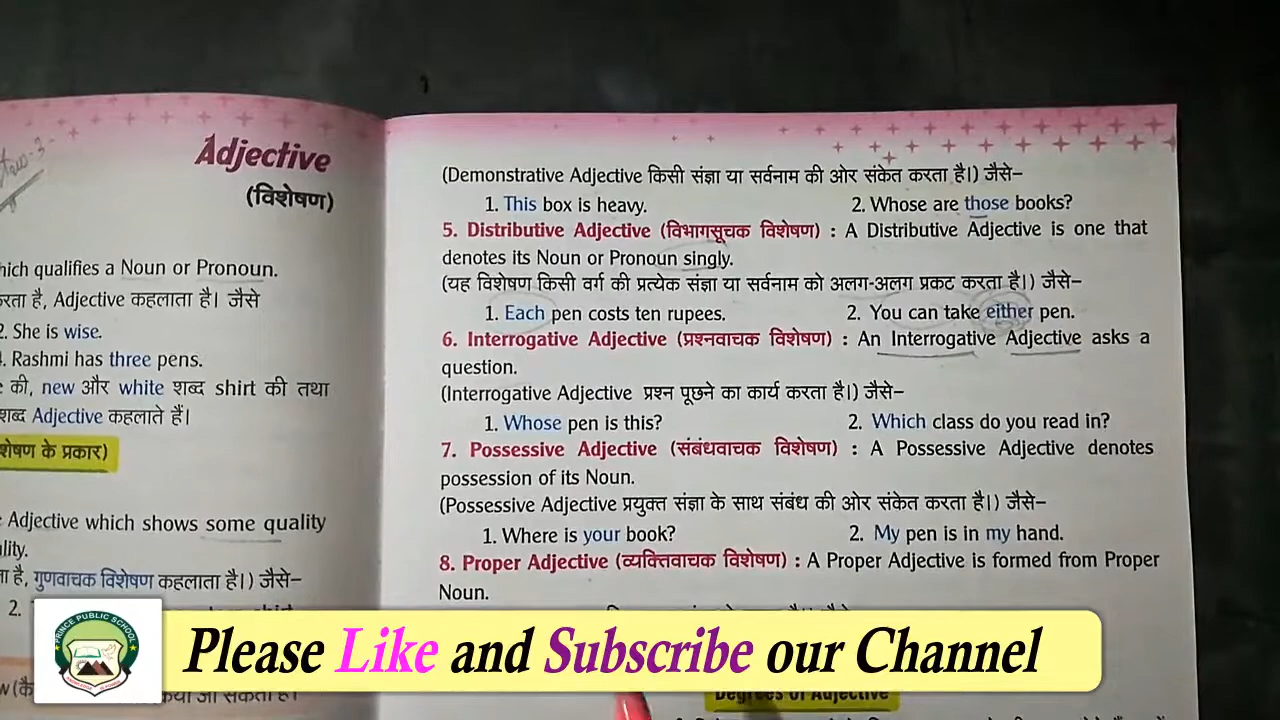 Adjective
(विशेषण)
hich qualifies a Noun or Pronoun.
करता है, Adjective कहलाता है। जैसे
2. She is wise.
4. Rashmi has three pens.
की, new और white शब्द shirt की तथा
शब्द Adjective कहलाते हैं।
शेषण के प्रकार)
Adjective which shows some quality
lity.
ता है, गुणवाचक विशेषण कहलाता है।) जैसे–
2.
(Demonstrative Adjective किसी संज्ञा या सर्वनाम की ओर संकेत करता है।) जैसे–
1. This box is heavy. 2. Whose are those books?
5. Distributive Adjective (विभागसूचक विशेषण) : A Distributive Adjective is one that
denotes its Noun or Pronoun singly.
(यह विशेषण किसी वर्ग की प्रत्येक संज्ञा या सर्वनाम को अलग-अलग प्रकट करता है।) जैसे–
1. Each pen costs ten rupees. 2. You can take either pen.
6. Interrogative Adjective (प्रश्नवाचक विशेषण) : An Interrogative Adjective asks a
question.
(Interrogative Adjective प्रश्न पूछने का कार्य करता है।) जैसे–
1. Whose pen is this? 2. Which class do you read in?
7. Possessive Adjective (संबंधवाचक विशेषण) : A Possessive Adjective denotes
possession of its Noun.
(Possessive Adjective प्रयुक्त संज्ञा के साथ संबंध की ओर संकेत करता है।) जैसे–
1. Where is your book? 2. My pen is in my hand.
8. Proper Adjective (व्यक्तिवाचक विशेषण) : A Proper Adjective is formed from Proper
Noun.
Degrees of Adjective
PRINCE PUBLIC SCHOOL
Please Like and Subscribe our Channel